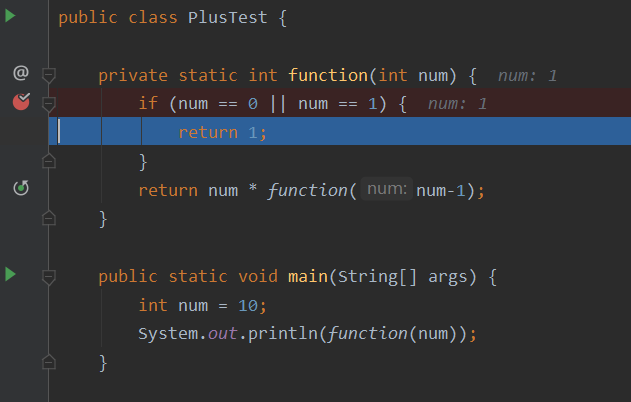 public class PlusTest {
@ private static int function(int num) { num: 1
if (num == 0 || num == 1) { num: 1
return 1;
}
return num * function( num: num-1);
}
public static void main(String[] args) {
int num = 10;
System.out.println(function(num));
}